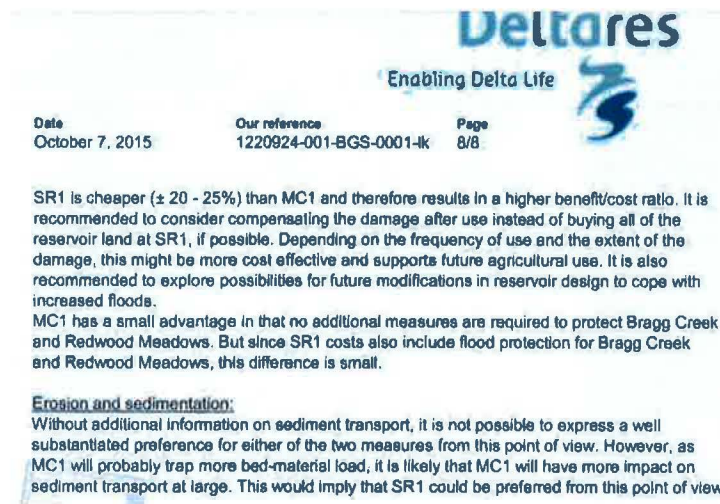 Deltares
Enabling Delta Life
Date Our reference Page
October 7, 2015 1220924-001-BGS-0001-lk 8/8
SR1 is cheaper (± 20 - 25%) than MC1 and therefore results in a higher benefit/cost ratio. It is
recommended to consider compensating the damage after use instead of buying all of the
reservoir land at SR1, if possible. Depending on the frequency of use and the extent of the
damage, this might be more cost effective and supports future agricultural use. It is also
recommended to explore possibilities for future modifications in reservoir design to cope with
increased floods.
MC1 has a small advantage in that no additional measures are required to protect Bragg Creek
and Redwood Meadows. But since SR1 costs also include flood protection for Bragg Creek
and Redwood Meadows, this difference is small.
Erosion and sedimentation:
Without additional information on sediment transport, it is not possible to express a well
substantiated preference for either of the two measures from this point of view. However, as
MC1 will probably trap more bed-material load, it is likely that MC1 will have more impact on
sediment transport at large. This would imply that SR1 could be preferred from this point of view